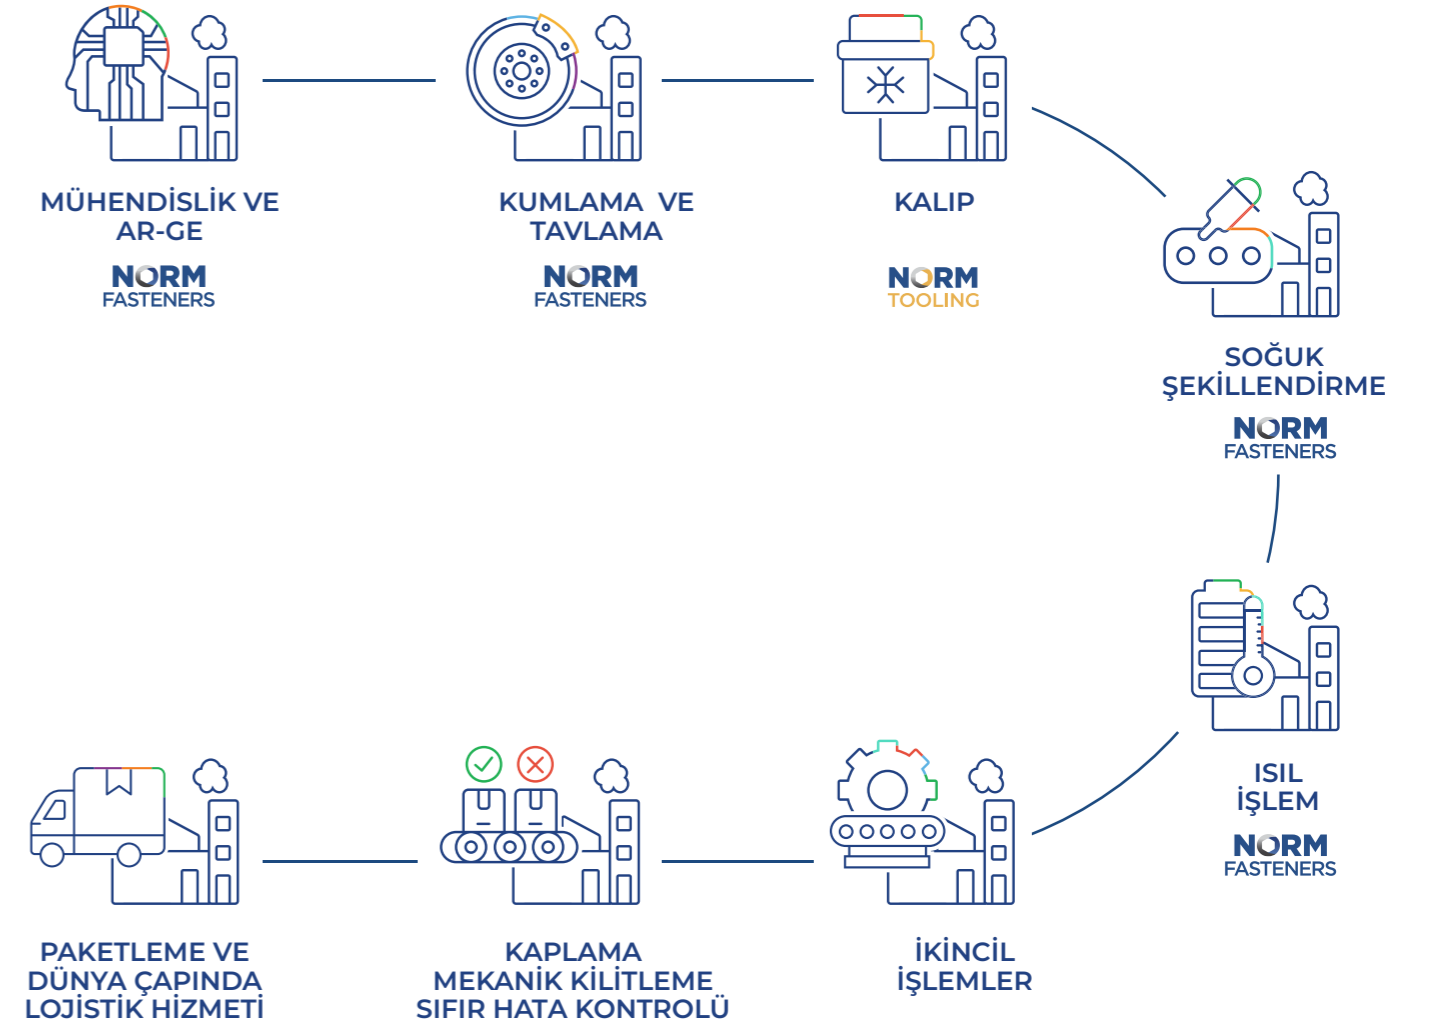 MÜHENDİSLİK VE
AR-GE
NORM
FASTENERS
KUMLAMA VE
TAVLAMA
NORM
FASTENERS
KALIP
NORM
TOOLING
SOĞUK
ŞEKİLLENDİRME
NORM
FASTENERS
ISIL
İŞLEM
NORM
FASTENERS
İKİNCİL
İŞLEMLER
KAPLAMA
MEKANİK KİLİTLEME
SIFIR HATA KONTROLÜ
PAKETLEME VE
DÜNYA ÇAPINDA
LOJİSTİK HİZMETİ